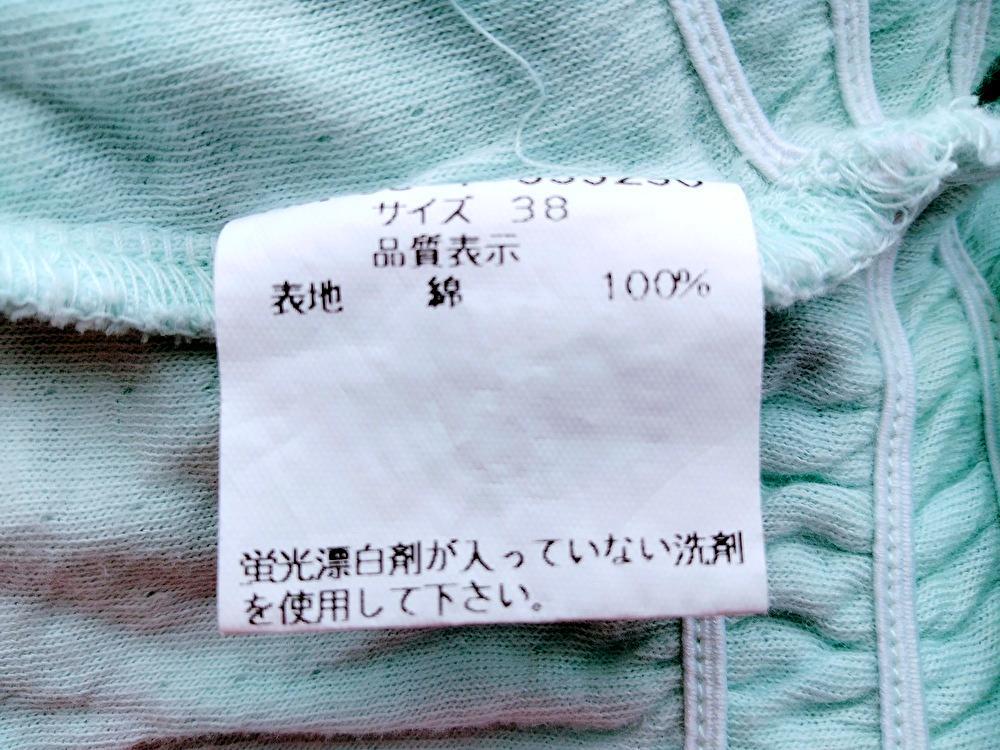 サイズ 38
品質表示
表地 綿 100%
蛍光漂白剤が入っていない洗剤
を使用して下さい。